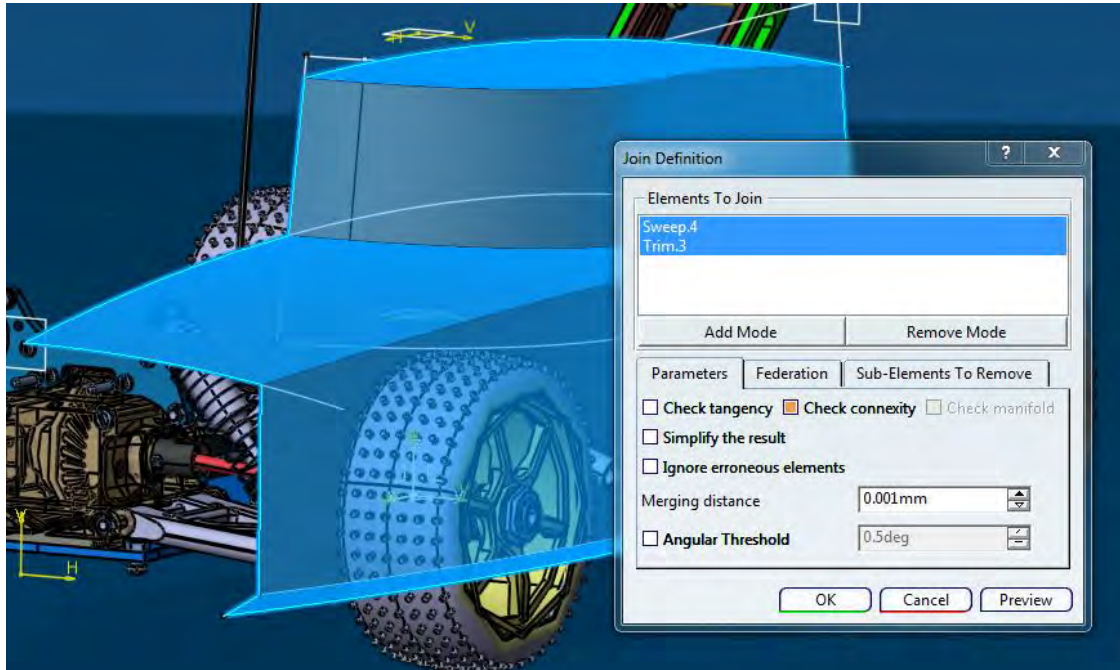 V
H
Join Definition
? X
Elements To Join
Sweep.4
Trim.3
Add Mode Remove Mode
Parameters Federation Sub-Elements To Remove
Check tangency Check connexity Check manifold
Simplify the result
Ignore erroneous elements
Merging distance 0.001mm
Angular Threshold 0.5deg
V
H
OK Cancel Preview